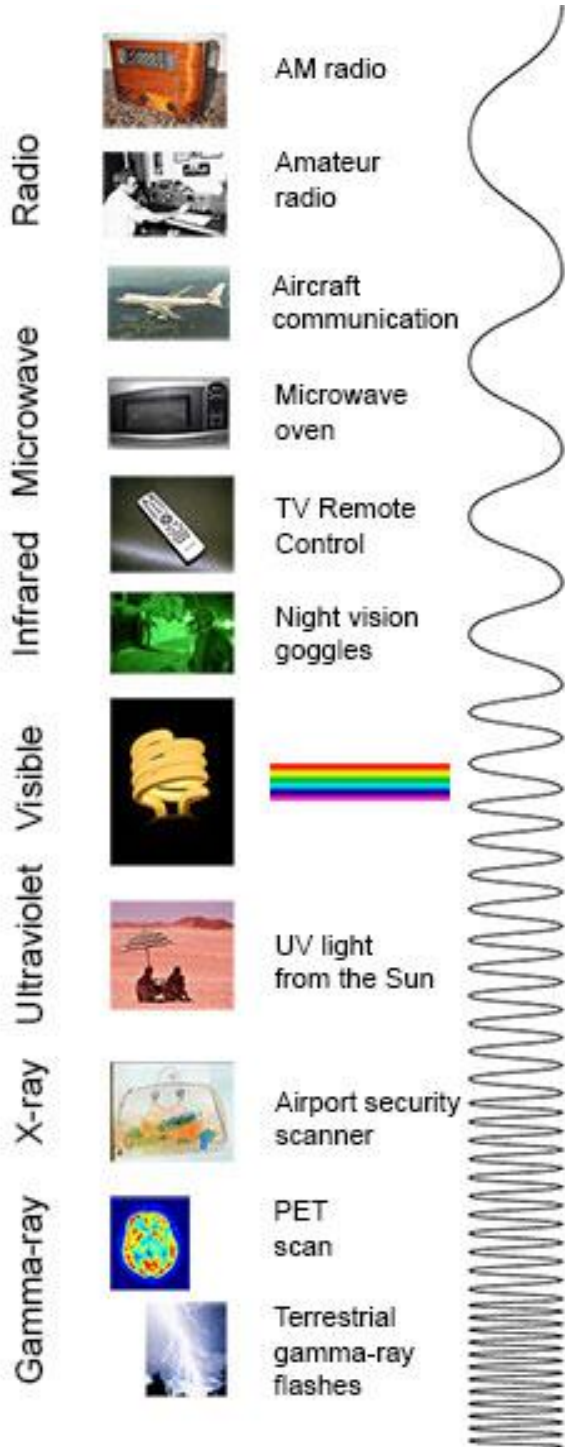 Radio
AM radio
Amateur
radio
Aircraft
communication
Microwave
Microwave
oven
Infrared
TV Remote
Control
Night vision
goggles
Visible
Ultraviolet
UV light
from the Sun
X-ray
Airport security
scanner
Gamma-ray
PET
scan
Terrestrial
gamma-ray
flashes